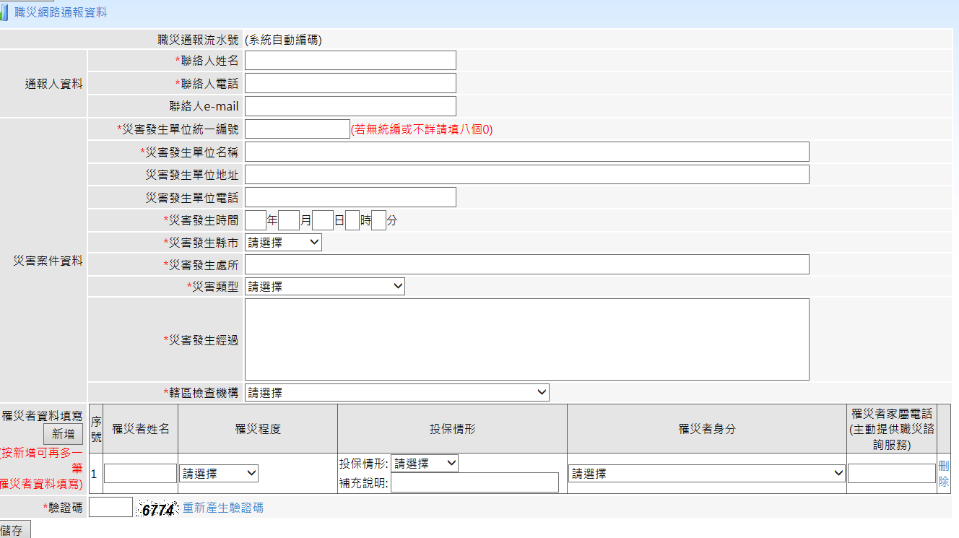 職災網路通報資料
職災通報流水號 (系統自動編碼)
通報人資料
*聯絡人姓名
*聯絡人電話
聯絡人e-mail
災害案件資料
*災害發生單位統一編號 (若無統編或不詳請填八個0)
*災害發生單位名稱
災害發生單位地址
災害發生單位電話
*災害發生時間 年 月 日 時 分
*災害發生縣市 請選擇
*災害發生處所
*災害類型 請選擇
*災害發生經過
*轄區檢查機構 請選擇
罹災者資料填寫
新增
(按新增可再多一
筆
罹災者資料填寫)
序
號
罹災者姓名
罹災程度
投保情形
罹災者身分
罹災者家屬電話
(主動提供職災諮
詢服務)
1
請選擇
投保情形: 請選擇
補充說明:
請選擇
刪
除
*驗證碼 6774 重新產生驗證碼
儲存